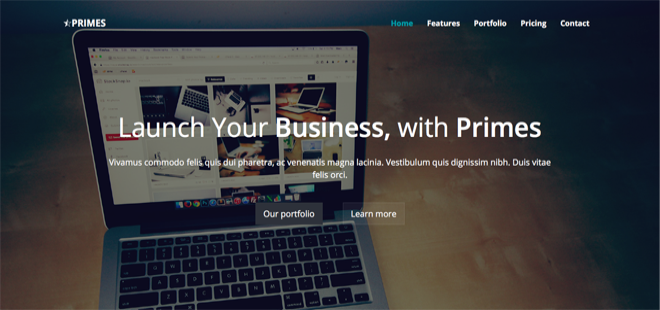 PRIMES
Home Features Portfolio Pricing Contact
Launch Your Business, with Primes
Vivamus commodo felis quis dui pharetra, ac venenatis magna lacinia. Vestibulum quis dignissim nibh. Duis vitae
felis orci.
Our portfolio Learn more